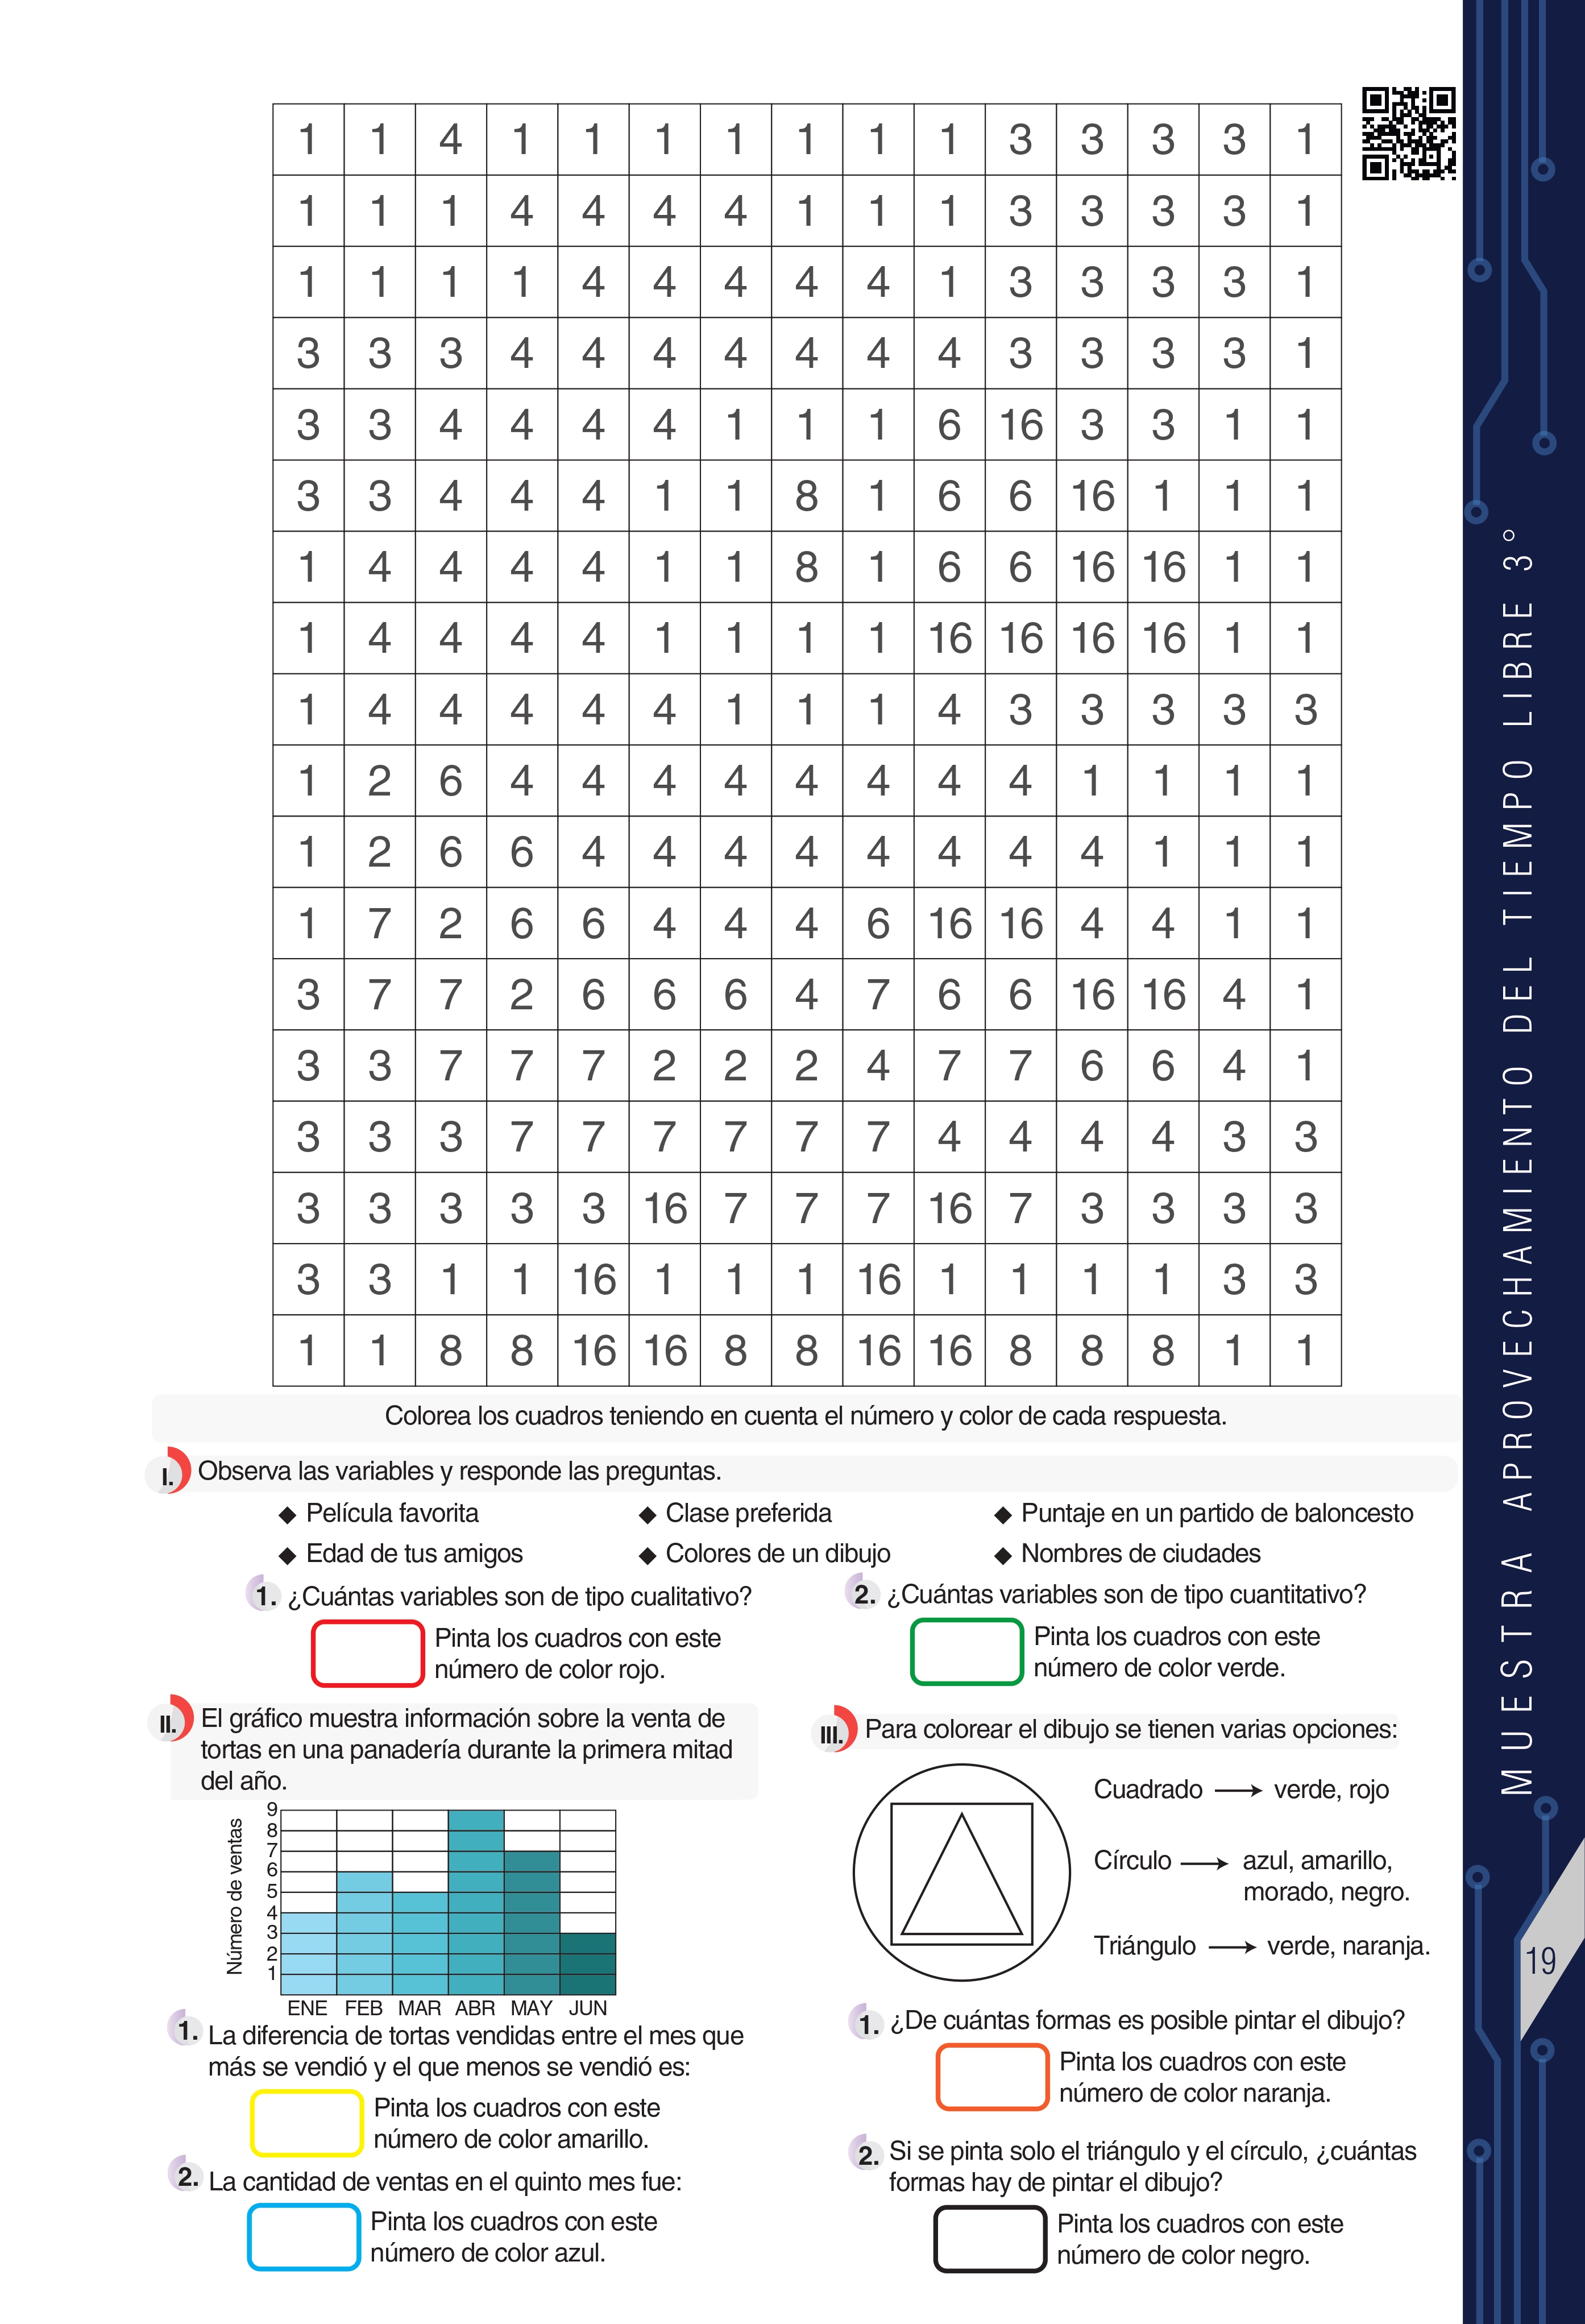 1 1 4 1 1 1 1 1 1 1 3 3 3 3 1
1 1 1 4 4 4 4 1 1 1 3 3 3 3 1
1 1 1 1 4 4 4 4 4 1 3 3 3 3 1
3 3 3 4 4 4 4 4 4 4 3 3 3 3 1
3 3 4 4 4 4 1 1 1 6 16 3 3 1 1
3 3 4 4 4 1 1 8 1 6 6 16 1 1 1
1 4 4 4 4 1 1 8 1 6 6 16 16 1 1
1 4 4 4 4 1 1 1 1 16 16 16 16 1 1
1 4 4 4 4 4 1 1 1 4 3 3 3 3 3
1 2 6 4 4 4 4 4 4 4 4 1 1 1 1
1 2 6 6 4 4 4 4 4 4 4 4 1 1 1
1 7 2 6 6 4 4 4 6 16 16 4 4 1 1
3 7 7 2 6 6 6 4 7 6 6 16 16 4 1
3 3 7 7 7 2 2 2 4 7 7 6 6 4 1
3 3 3 7 7 7 7 7 7 4 4 4 4 3 3
3 3 3 3 3 16 7 7 7 16 7 3 3 3 3
3 3 1 1 16 1 1 1 16 1 1 1 1 3 3
1 1 8 8 16 16 8 8 16 16 8 8 8 1 1
Colorea los cuadros teniendo en cuenta el número y color de cada respuesta.
I. Observa las variables y responde las preguntas.
◆ Película favorita ◆ Clase preferida ◆ Puntaje en un partido de baloncesto
◆ Edad de tus amigos ◆ Colores de un dibujo ◆ Nombres de ciudades
1. ¿Cuántas variables son de tipo cualitativo?
Pinta los cuadros con este
número de color rojo.
2. ¿Cuántas variables son de tipo cuantitativo?
Pinta los cuadros con este
número de color verde.
II. El gráfico muestra información sobre la venta de
tortas en una panadería durante la primera mitad
del año.
Número de ventas
9
8
7
6
5
4
3
2
1
ENE FEB MAR ABR MAY JUN
1. La diferencia de tortas vendidas entre el mes que
más se vendió y el que menos se vendió es:
Pinta los cuadros con este
número de color amarillo.
2. La cantidad de ventas en el quinto mes fue:
Pinta los cuadros con este
número de color azul.
III. Para colorear el dibujo se tienen varias opciones:
Cuadrado → verde, rojo
Círculo → azul, amarillo,
morado, negro.
Triángulo → verde, naranja.
1. ¿De cuántas formas es posible pintar el dibujo?
Pinta los cuadros con este
número de color naranja.
2. Si se pinta solo el triángulo y el círculo, ¿cuántas
formas hay de pintar el dibujo?
Pinta los cuadros con este
número de color negro.
MUESTRA APROVECHAMIENTO DEL TIEMPO LIBRE 3°
19